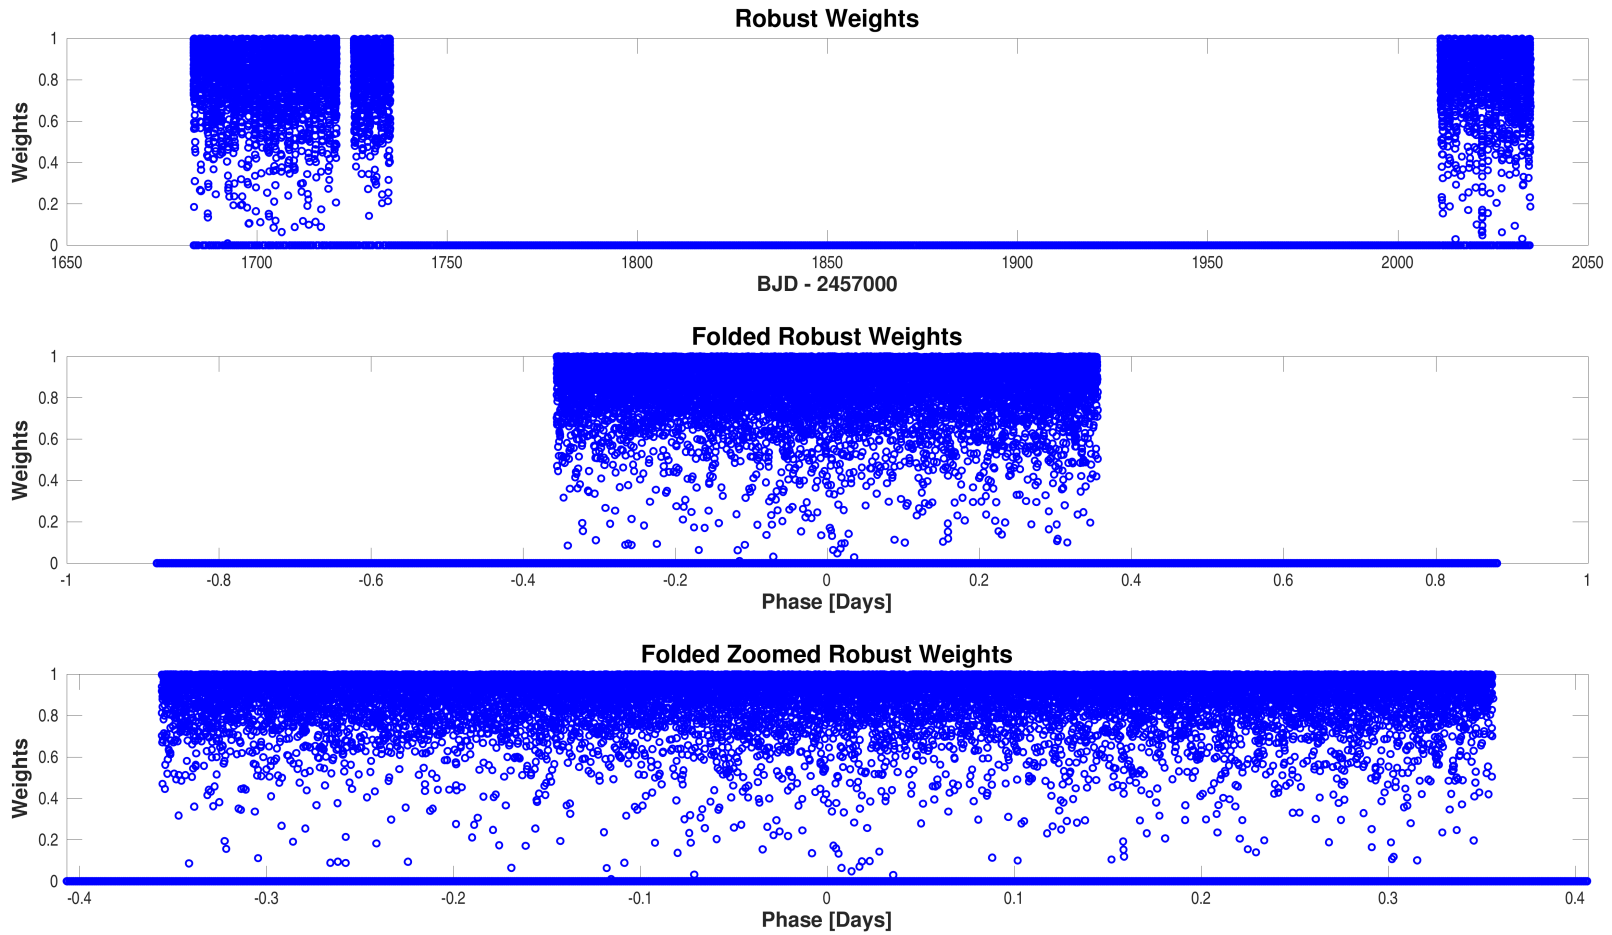 Robust Weights
1
0.8
0.6
0.4
0.2
0
Weights
1650 1700 1750 1800 1850 1900 1950 2000 2050
BJD - 2457000
Folded Robust Weights
1
0.8
0.6
0.4
0.2
0
Weights
-1 -0.8 -0.6 -0.4 -0.2 0 0.2 0.4 0.6 0.8 1
Phase [Days]
Folded Zoomed Robust Weights
1
0.8
0.6
0.4
0.2
0
Weights
-0.4 -0.3 -0.2 -0.1 0 0.1 0.2 0.3 0.4
Phase [Days]